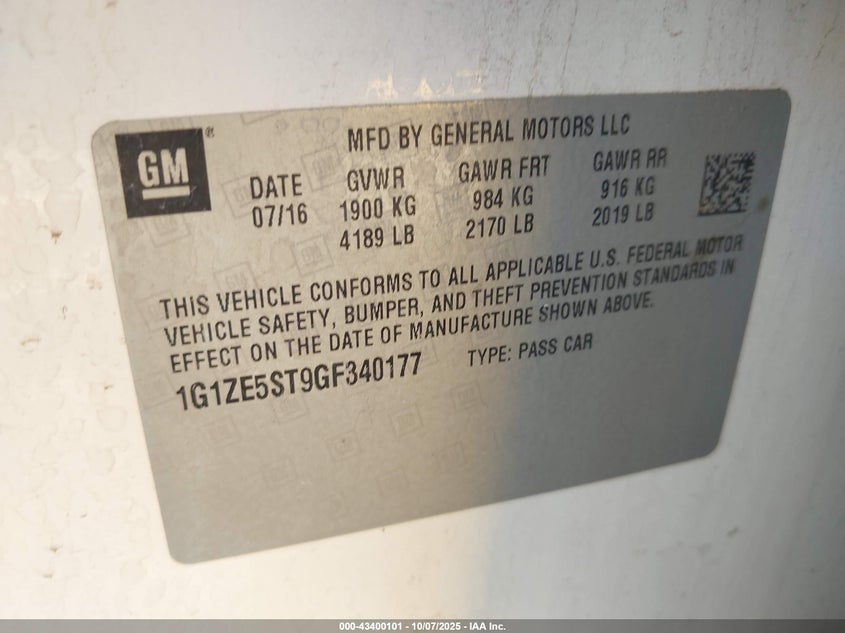 GM®
MFD BY GENERAL MOTORS LLC
DATE GVWR GAWR FRT GAWR RR
07/16 1900 KG 984 KG 916 KG
4189 LB 2170 LB 2019 LB
THIS VEHICLE CONFORMS TO ALL APPLICABLE U.S. FEDERAL MOTOR
VEHICLE SAFETY, BUMPER, AND THEFT PREVENTION STANDARDS IN
EFFECT ON THE DATE OF MANUFACTURE SHOWN ABOVE.
1G1ZE5ST9GF340177 TYPE: PASS CAR
000-43400101 - 10/07/2025 - IAA Inc.